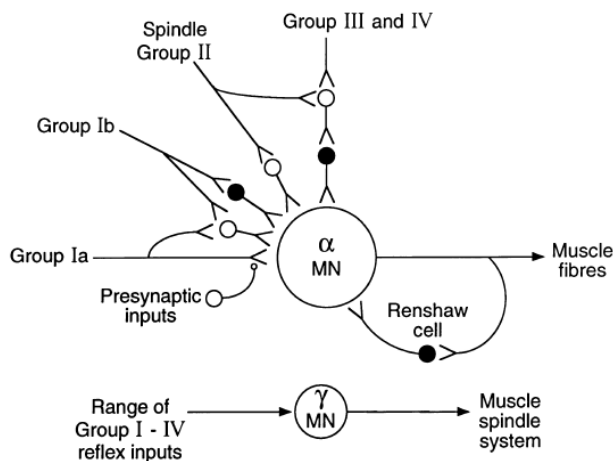 Group III and IV
Spindle
Group II
Group Ib
Group Ia
α
MN
Muscle
fibres
Presynaptic
inputs
Renshaw
cell
γ
MN
Range of
Group I - IV
reflex inputs
Muscle
spindle
system